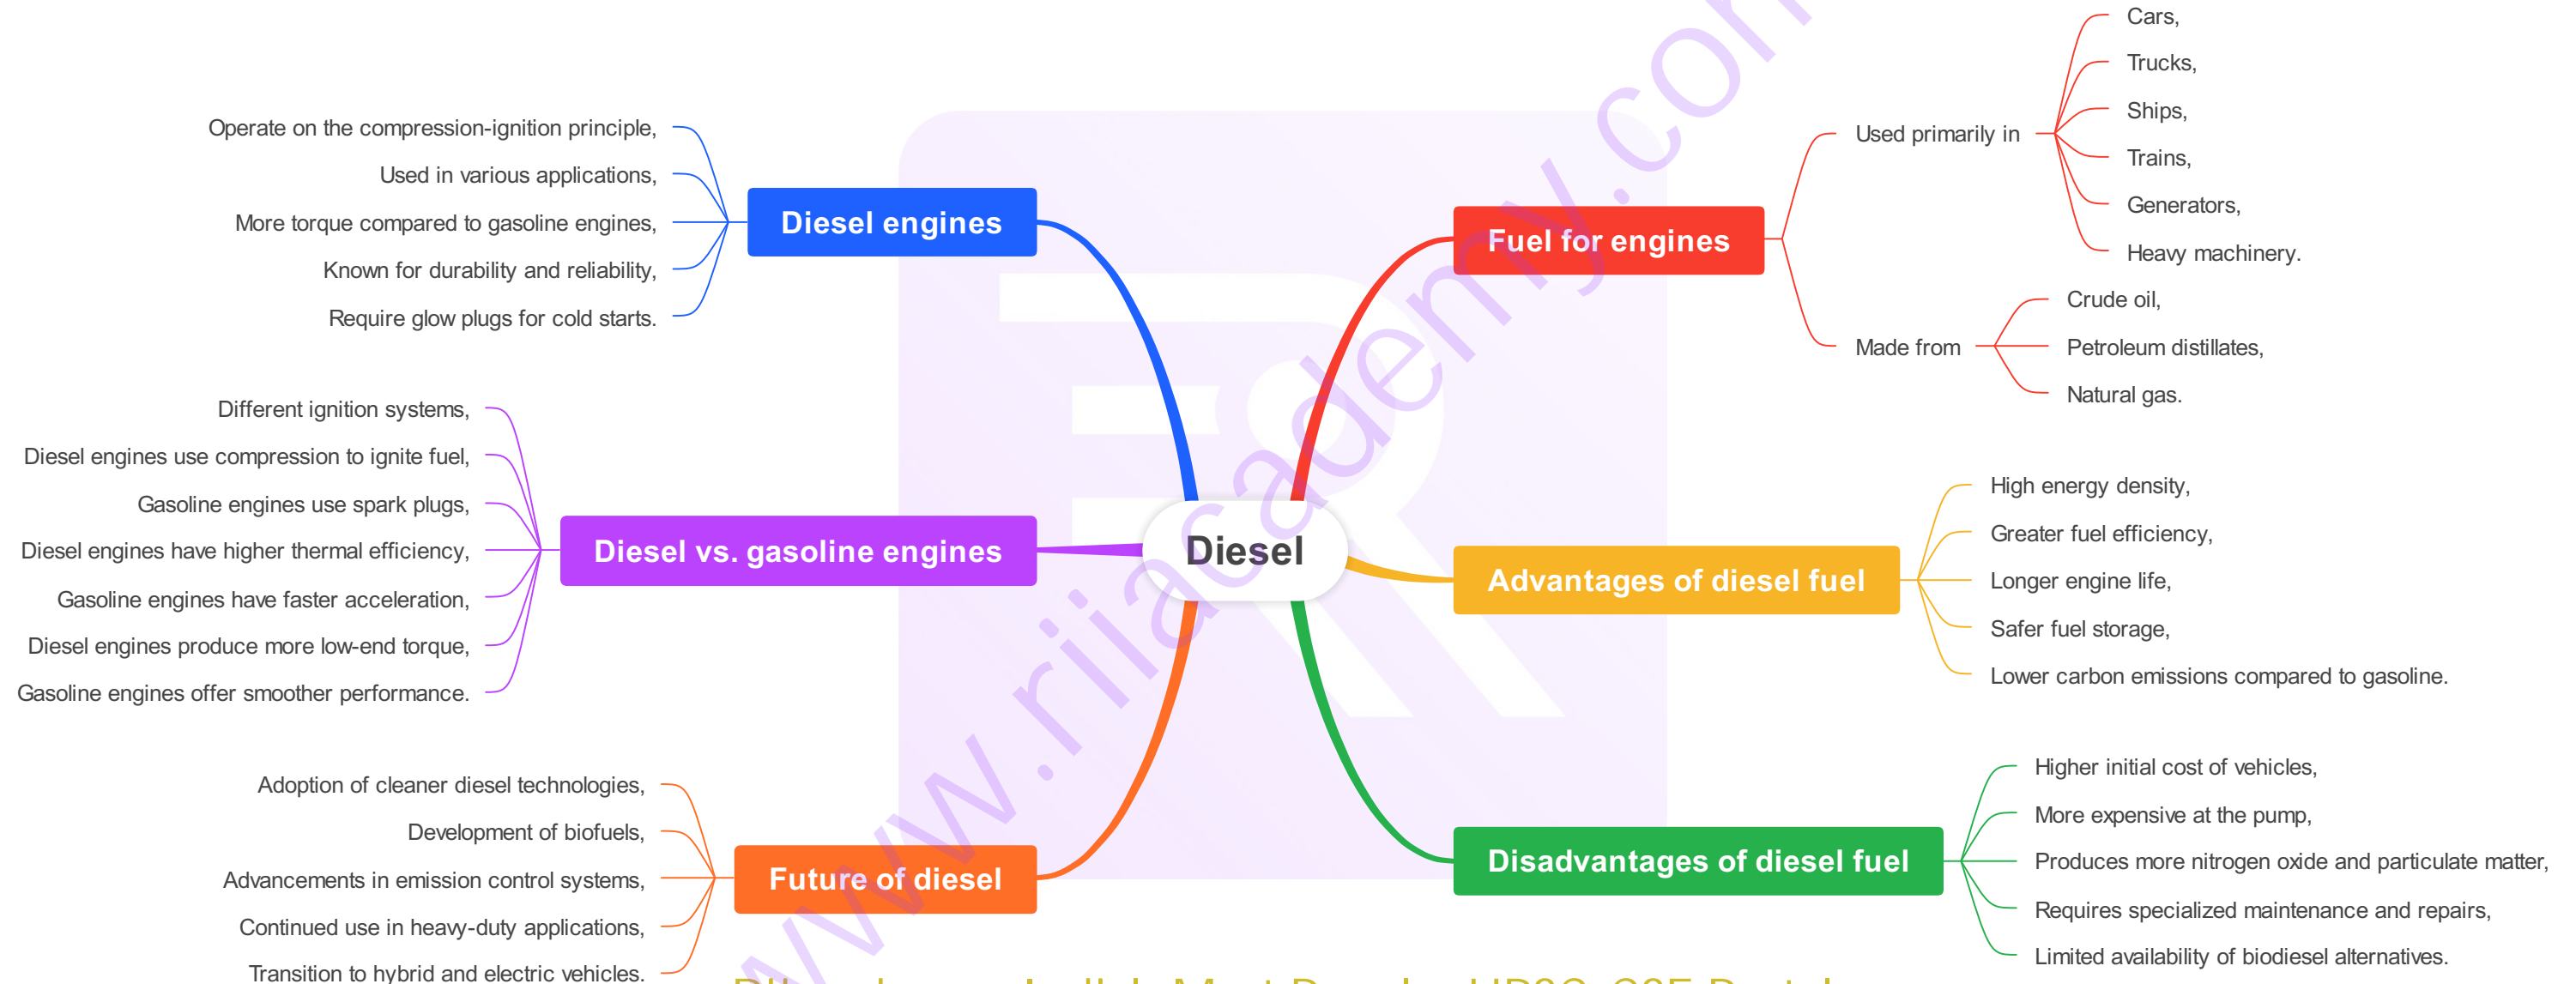 Diesel
Fuel for engines
Used primarily in
Cars,
Trucks,
Ships,
Trains,
Generators,
Heavy machinery.
Made from
Crude oil,
Petroleum distillates,
Natural gas.
Advantages of diesel fuel
High energy density,
Greater fuel efficiency,
Longer engine life,
Safer fuel storage,
Lower carbon emissions compared to gasoline.
Disadvantages of diesel fuel
Higher initial cost of vehicles,
More expensive at the pump,
Produces more nitrogen oxide and particulate matter,
Requires specialized maintenance and repairs,
Limited availability of biodiesel alternatives.
Diesel engines
Operate on the compression-ignition principle,
Used in various applications,
More torque compared to gasoline engines,
Known for durability and reliability,
Require glow plugs for cold starts.
Diesel vs. gasoline engines
Different ignition systems,
Diesel engines use compression to ignite fuel,
Gasoline engines use spark plugs,
Diesel engines have higher thermal efficiency,
Gasoline engines have faster acceleration,
Diesel engines produce more low-end torque,
Gasoline engines offer smoother performance.
Future of diesel
Adoption of cleaner diesel technologies,
Development of biofuels,
Advancements in emission control systems,
Continued use in heavy-duty applications,
Transition to hybrid and electric vehicles.